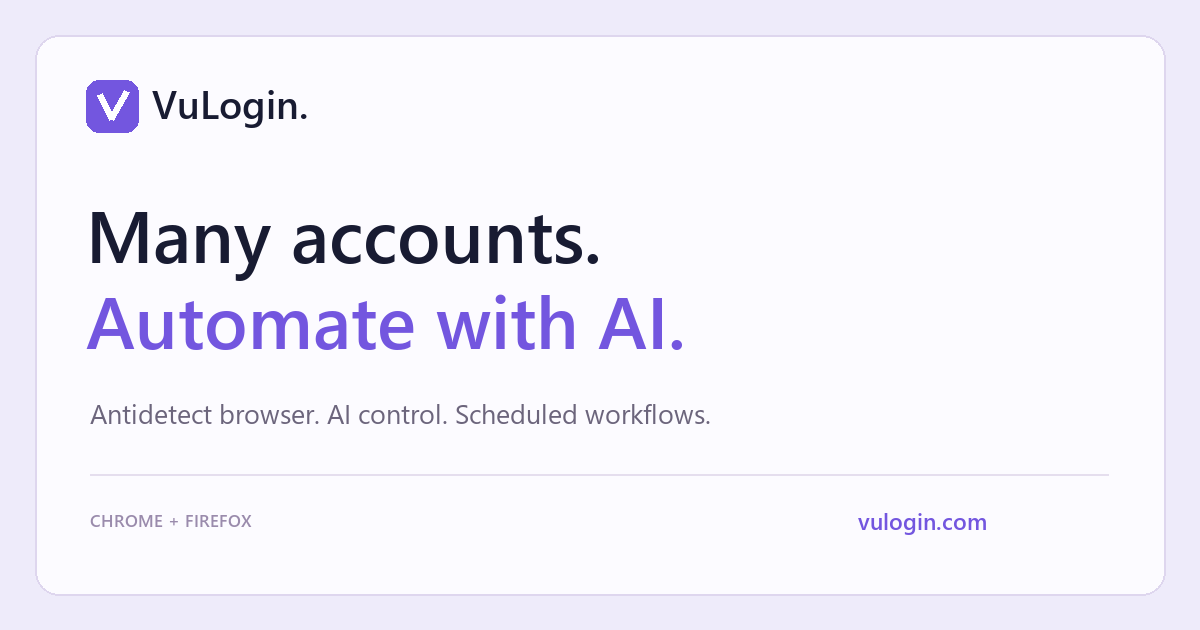 VuLogin.
Many accounts.
Automate with AI.
Antidetect browser. AI control. Scheduled workflows.
CHROME + FIREFOX
vulogin.com